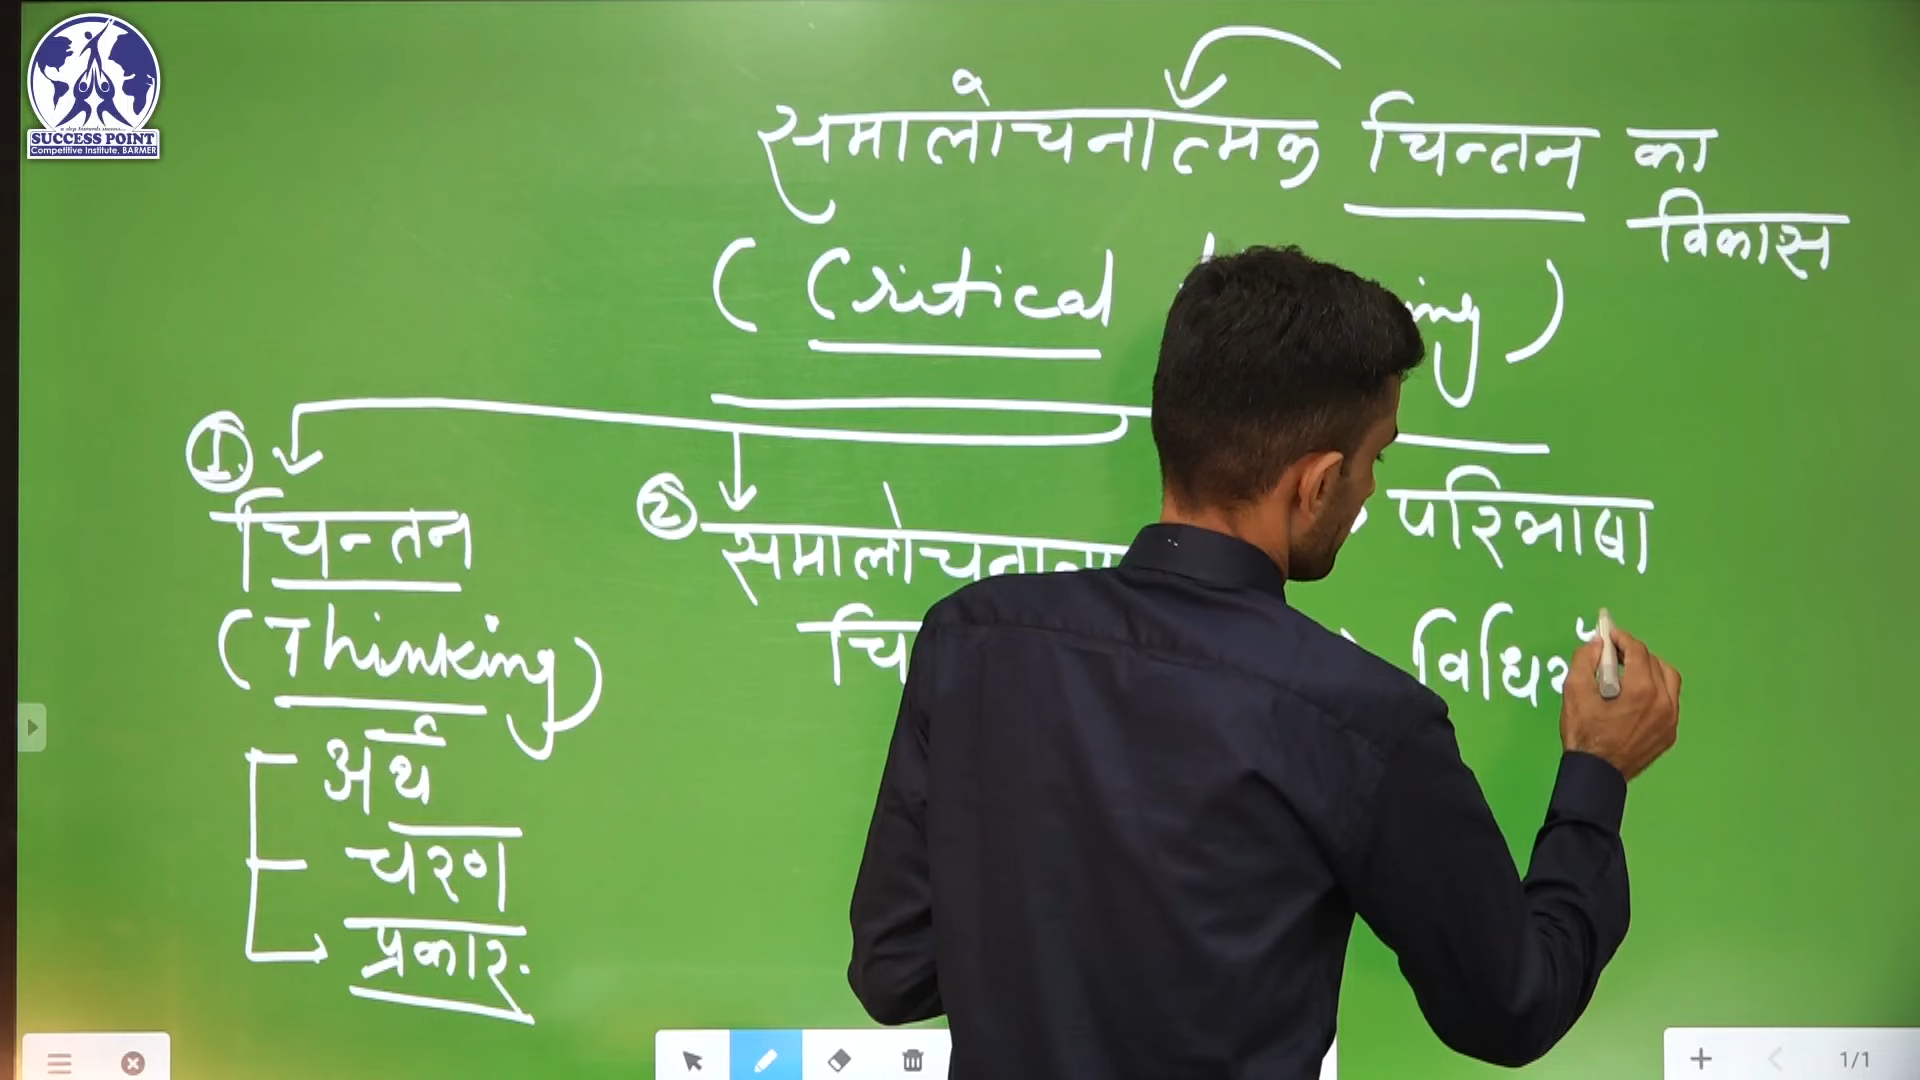 SUCCESS POINT
Competitive Institute, BARMER
समालोचनात्मक चिन्तन का
विकास
( Critical
)
1.
चिन्तन
(Thinking)
अर्थ
चरण
प्रकार
2
परिभाषा
1/1